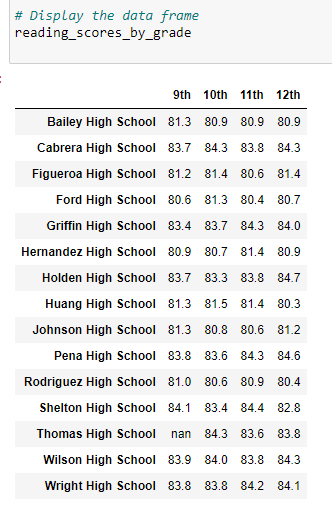 # Display the data frame
reading_scores_by_grade
9th 10th 11th 12th
Bailey High School 81.3 80.9 80.9 80.9
Cabrera High School 83.7 84.3 83.8 84.3
Figueroa High School 81.2 81.4 80.6 81.4
Ford High School 80.6 81.3 80.4 80.7
Griffin High School 83.4 83.7 84.3 84.0
Hernandez High School 80.9 80.7 81.4 80.9
Holden High School 83.7 83.3 83.8 84.7
Huang High School 81.3 81.5 81.4 80.3
Johnson High School 81.3 80.8 80.6 81.2
Pena High School 83.8 83.6 84.3 84.6
Rodriguez High School 81.0 80.6 80.9 80.4
Shelton High School 84.1 83.4 84.4 82.8
Thomas High School nan 84.3 83.6 83.8
Wilson High School 83.9 84.0 83.8 84.3
Wright High School 83.8 83.8 84.2 84.1